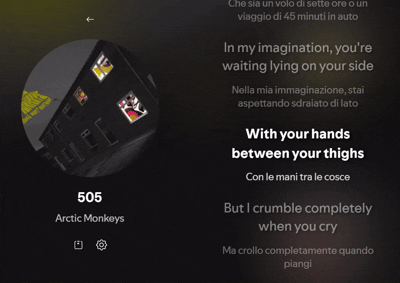 ←
505
Arctic Monkeys
Che sia un volo di sette ore o un
viaggio di 45 minuti in auto
In my imagination, you're
waiting lying on your side
Nella mia immaginazione, stai
aspettando sdraiato di lato
With your hands
between your thighs
Con le mani tra le cosce
But I crumble completely
when you cry
Ma crollo completamente quando
piangi